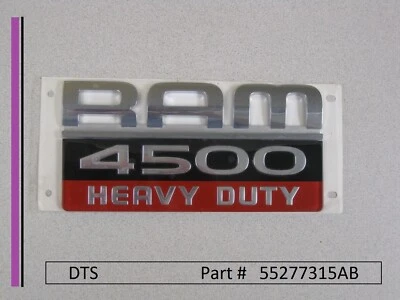 RAM
4500
HEAVY DUTY
DTS Part # 55277315AB